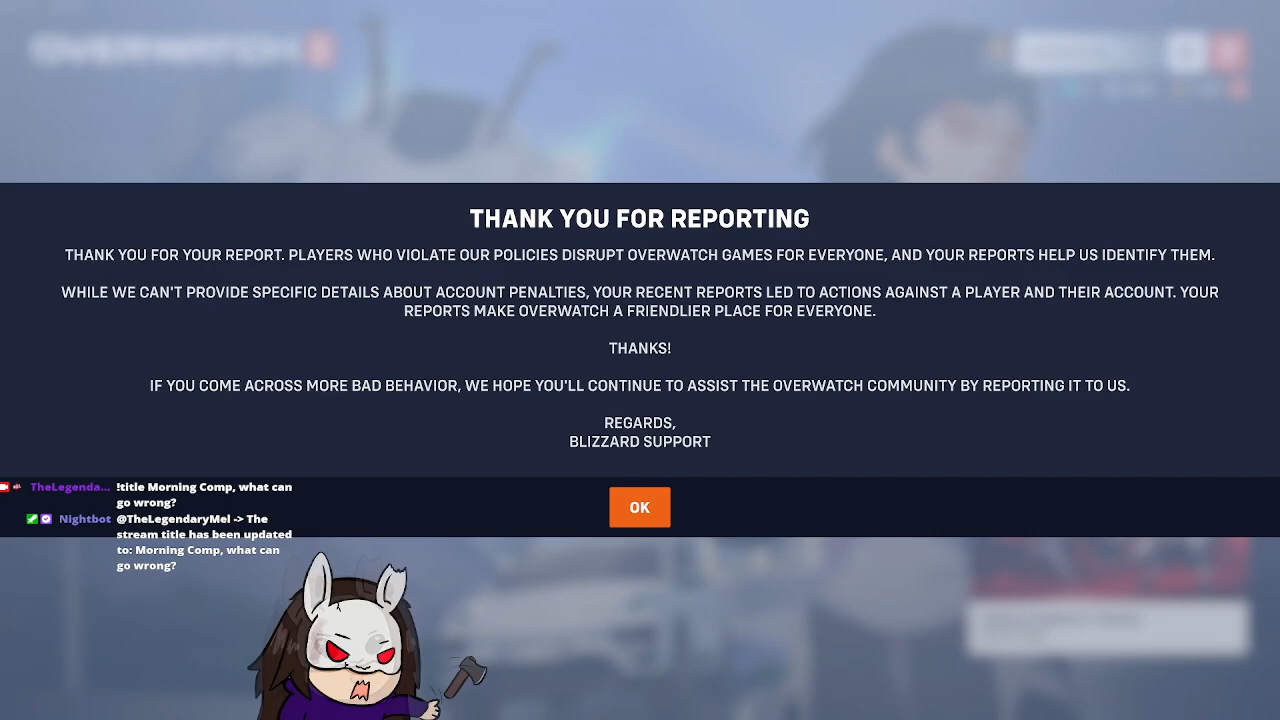 OVERWATCH 2
THANK YOU FOR REPORTING
THANK YOU FOR YOUR REPORT. PLAYERS WHO VIOLATE OUR POLICIES DISRUPT OVERWATCH GAMES FOR EVERYONE, AND YOUR REPORTS HELP US IDENTIFY THEM.
WHILE WE CAN'T PROVIDE SPECIFIC DETAILS ABOUT ACCOUNT PENALTIES, YOUR RECENT REPORTS LED TO ACTIONS AGAINST A PLAYER AND THEIR ACCOUNT. YOUR
REPORTS MAKE OVERWATCH A FRIENDLIER PLACE FOR EVERYONE.
THANKS!
IF YOU COME ACROSS MORE BAD BEHAVIOR, WE HOPE YOU'LL CONTINUE TO ASSIST THE OVERWATCH COMMUNITY BY REPORTING IT TO US.
REGARDS,
BLIZZARD SUPPORT
OK
TheLegenda... !title Morning Comp, what can
go wrong?
Nightbot @TheLegendaryMel -> The
stream title has been updated
to: Morning Comp, what can
go wrong?